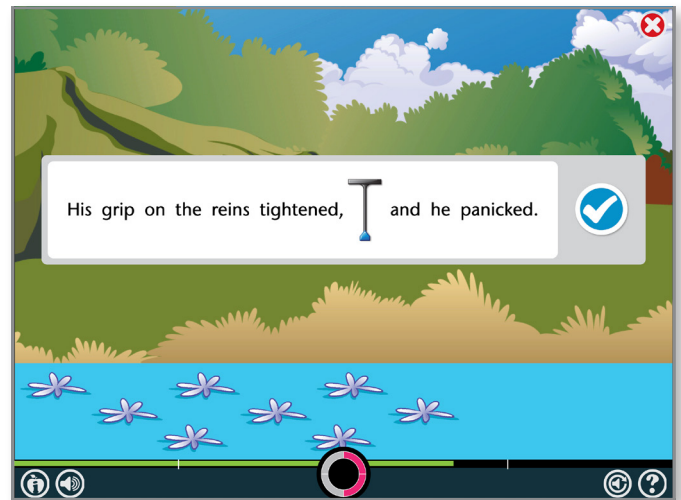 His grip on the reins tightened, and he panicked.